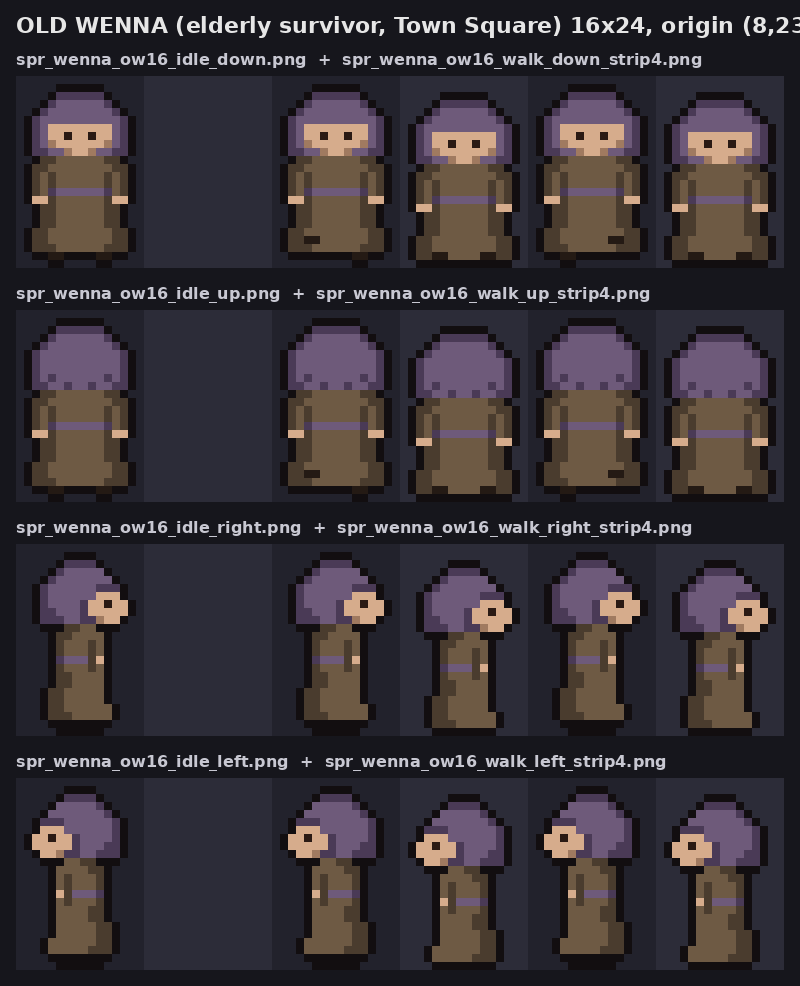 OLD WENNA (elderly survivor, Town Square) 16x24, origin (8,23
spr_wenna_ow16_idle_down.png + spr_wenna_ow16_walk_down_strip4.png
spr_wenna_ow16_idle_up.png + spr_wenna_ow16_walk_up_strip4.png
spr_wenna_ow16_idle_right.png + spr_wenna_ow16_walk_right_strip4.png
spr_wenna_ow16_idle_left.png + spr_wenna_ow16_walk_left_strip4.png